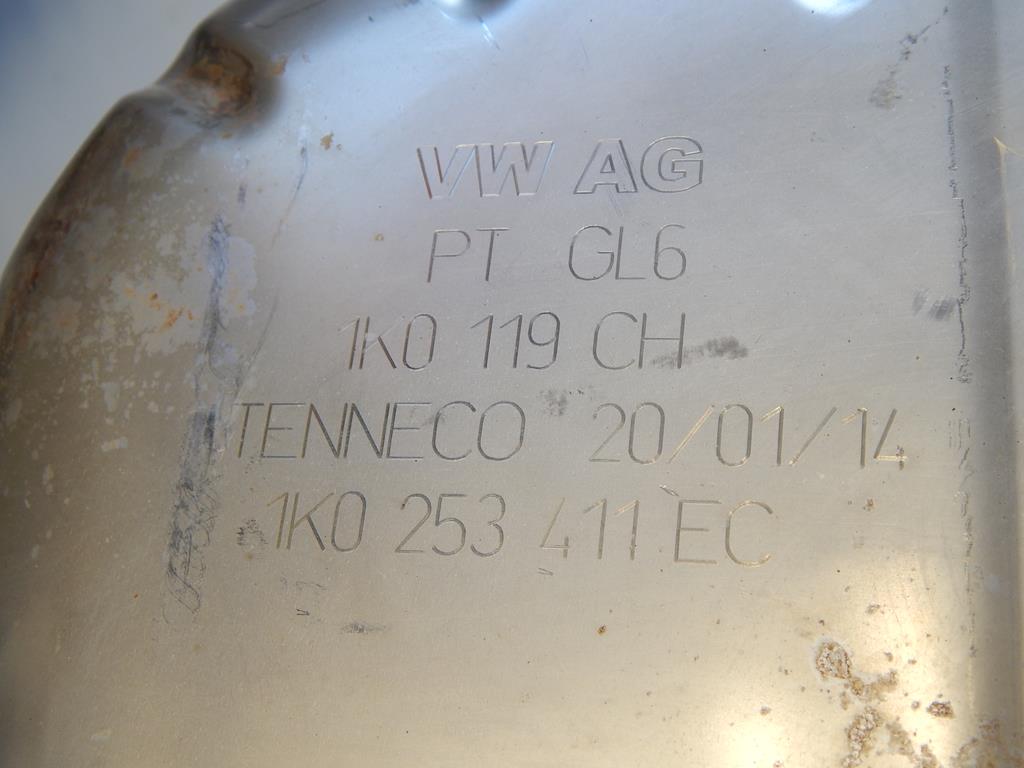 VW AG
PT GL6
1K0 119 CH
TENNECO 20/01/14
1K0 253 411 EC